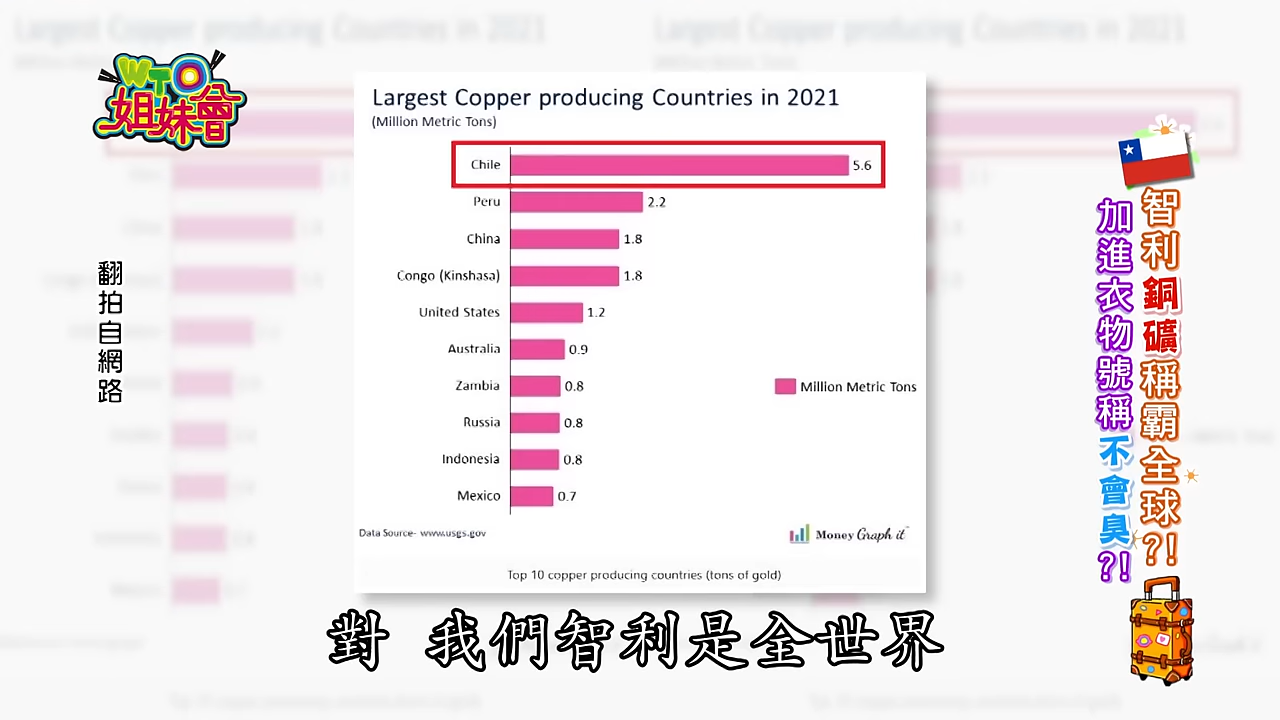 WTO
姐妹會
翻拍自網路
Largest Copper producing Countries in 2021
(Million Metric Tons)
Chile 5.6
Peru 2.2
China 1.8
Congo (Kinshasa) 1.8
United States 1.2
Australia 0.9
Zambia 0.8
Russia 0.8
Indonesia 0.8
Mexico 0.7
Million Metric Tons
Data Source- www.usgs.gov
Money Graph it
Top 10 copper producing countries (tons of gold)
智利銅礦稱霸全球?!
加進衣物號稱不會臭?!
對 我們智利是全世界